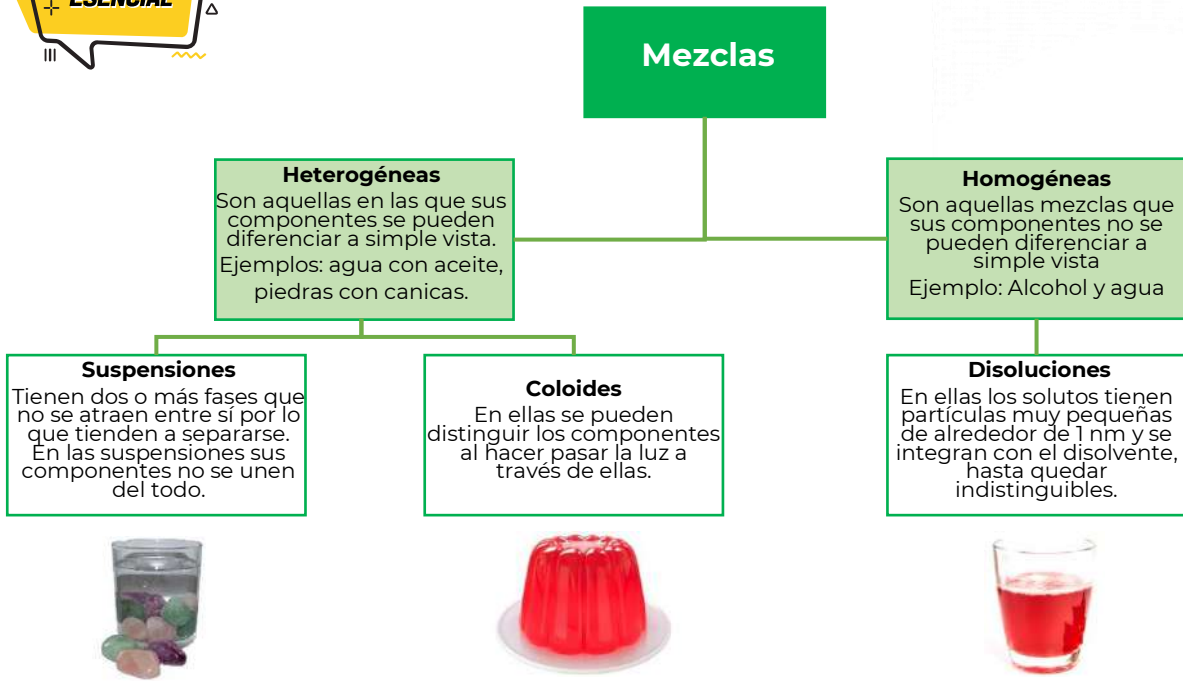 ESENCIAL
Mezclas
Heterogéneas
Son aquellas en las que sus
componentes se pueden
diferenciar a simple vista.
Ejemplos: agua con aceite,
piedras con canicas.
Homogéneas
Son aquellas mezclas que
sus componentes no se
pueden diferenciar a
simple vista
Ejemplo: Alcohol y agua
Suspensiones
Tienen dos o más fases que
no se atraen entre sí por lo
que tienden a separarse.
En las suspensiones sus
componentes no se unen
del todo.
Coloides
En ellas se pueden
distinguir los componentes
al hacer pasar la luz a
través de ellas.
Disoluciones
En ellas los solutos tienen
partículas muy pequeñas
de alrededor de 1 nm y se
integran con el disolvente,
hasta quedar
indistinguibles.